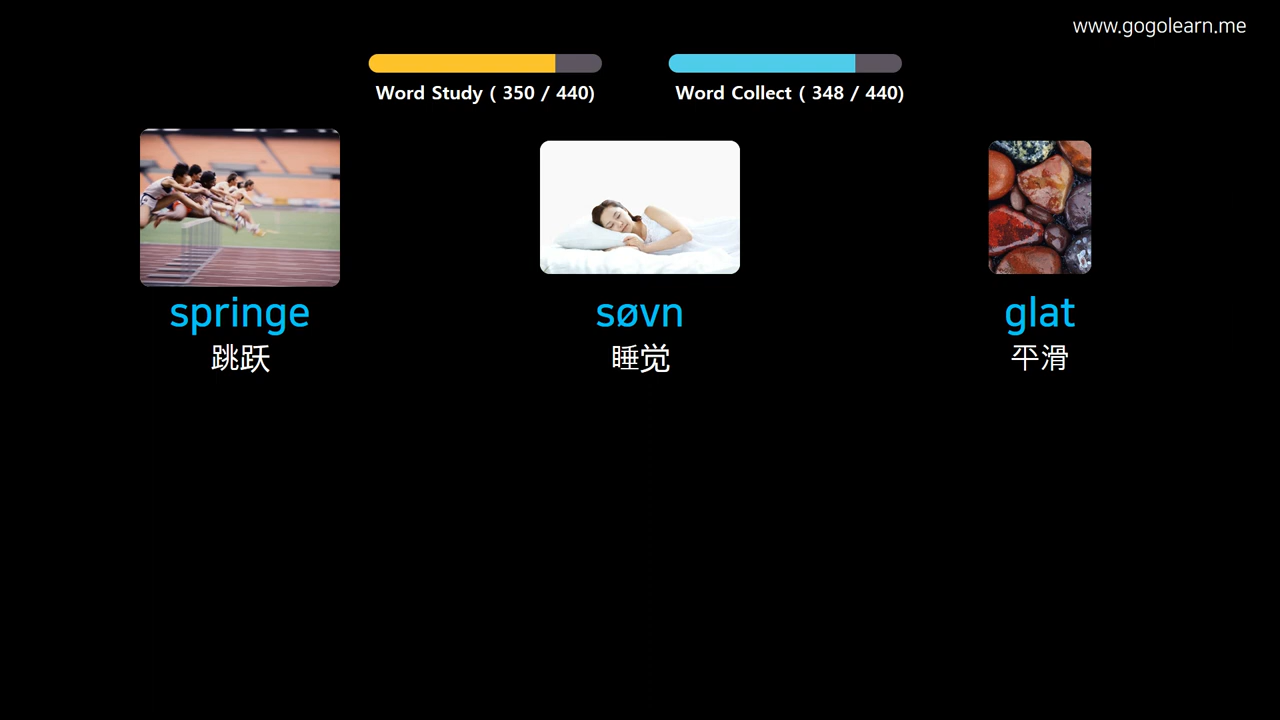 www.gogolearn.me
Word Study ( 350 / 440)
Word Collect ( 348 / 440)
springe
søvn
glat
跳跃
睡觉
平滑